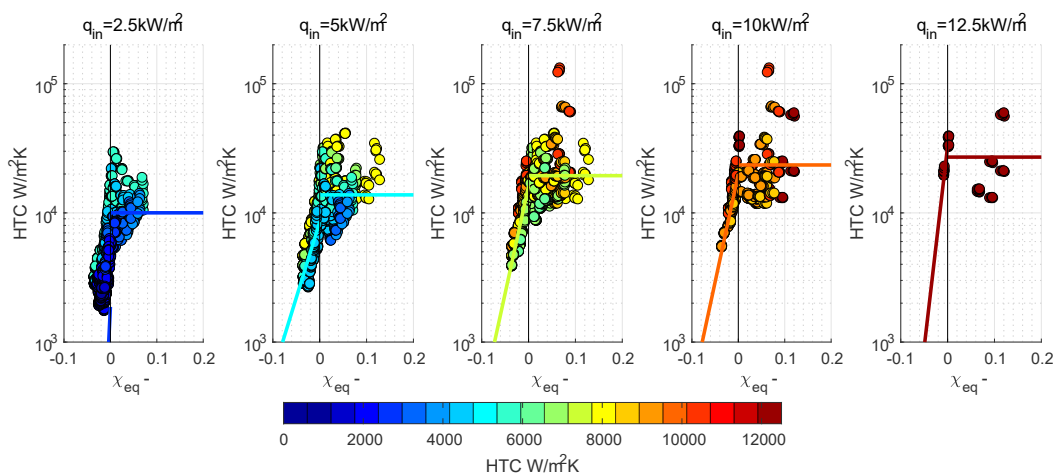 q_in=2.5kW/m² q_in=5kW/m² q_in=7.5kW/m² q_in=10kW/m² q_in=12.5kW/m²
HTC W/m²K HTC W/m²K HTC W/m²K HTC W/m²K HTC W/m²K
10⁵ 10⁵ 10⁵ 10⁵ 10⁵
10⁴ 10⁴ 10⁴ 10⁴ 10⁴
10³ 10³ 10³ 10³ 10³
-0.1 0 0.1 0.2 -0.1 0 0.1 0.2 -0.1 0 0.1 0.2 -0.1 0 0.1 0.2 -0.1 0 0.1 0.2
χ_eq - χ_eq - χ_eq - χ_eq - χ_eq -
0 2000 4000 6000 8000 10000 12000
HTC W/m²K